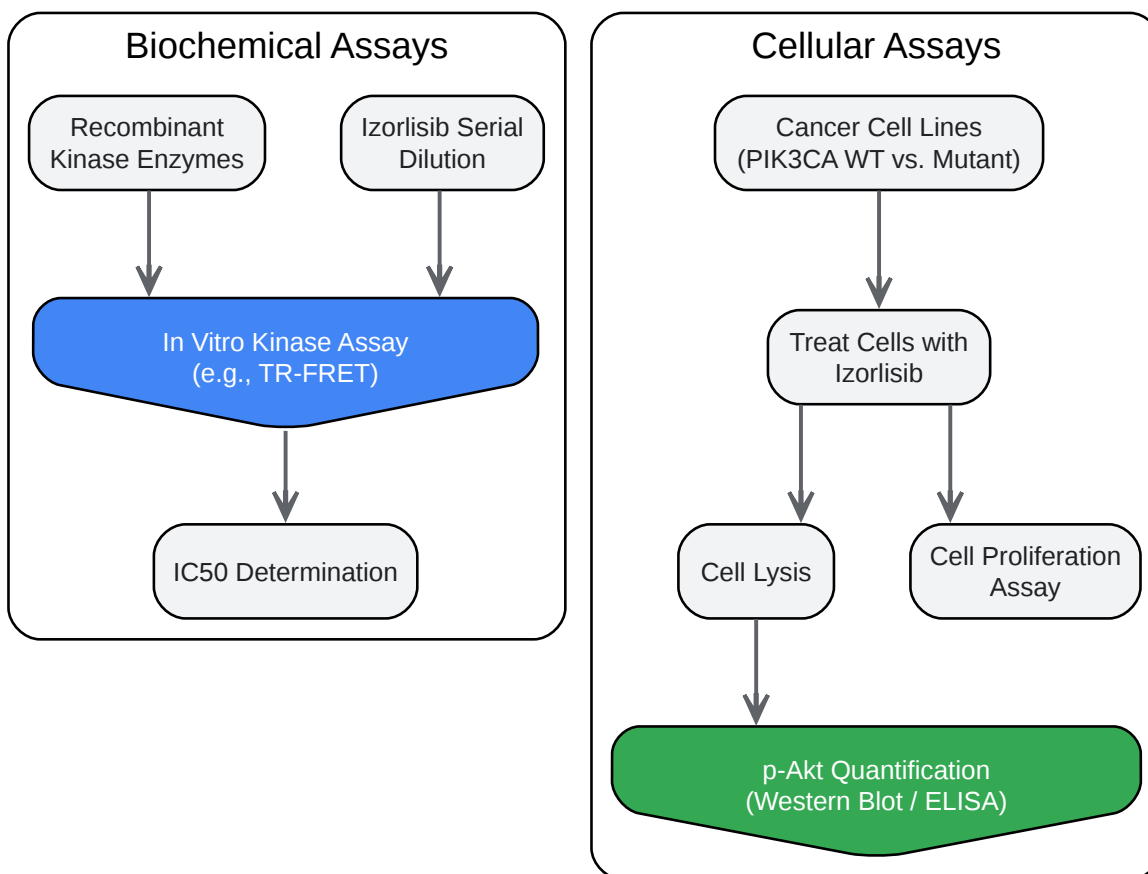 Biochemical Assays
Recombinant
Kinase Enzymes
Izorlisib Serial
Dilution
In Vitro Kinase Assay
(e.g., TR-FRET)
IC50 Determination
Cellular Assays
Cancer Cell Lines
(PIK3CA WT vs. Mutant)
Treat Cells with
Izorlisib
Cell Lysis
Cell Proliferation
Assay
p-Akt Quantification
(Western Blot / ELISA)